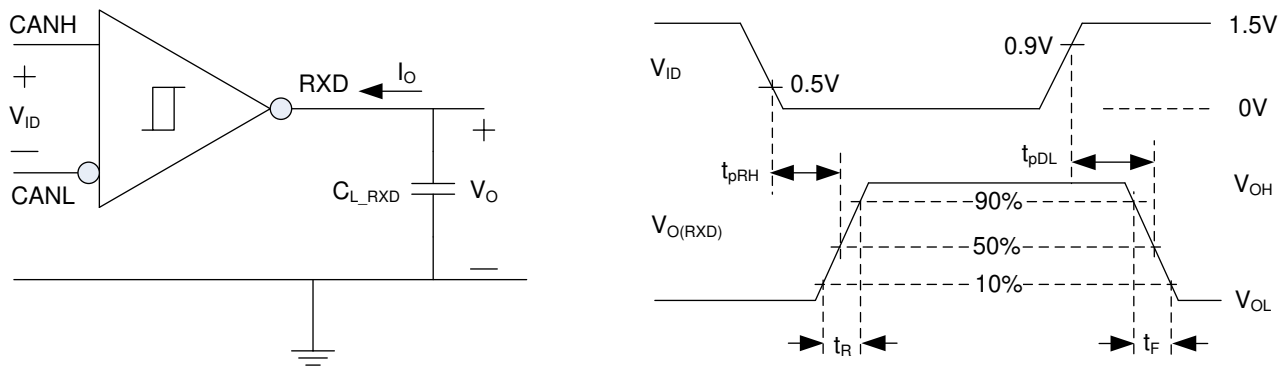 CANH
+
V_ID
—
CANL
RXD
I_O
+
C_L_RXD
V_O
—
V_ID
0.5V
0.9V
1.5V
0V
t_pRH
t_pDL
V_O(RXD)
90%
50%
10%
V_OH
V_OL
t_R
t_F